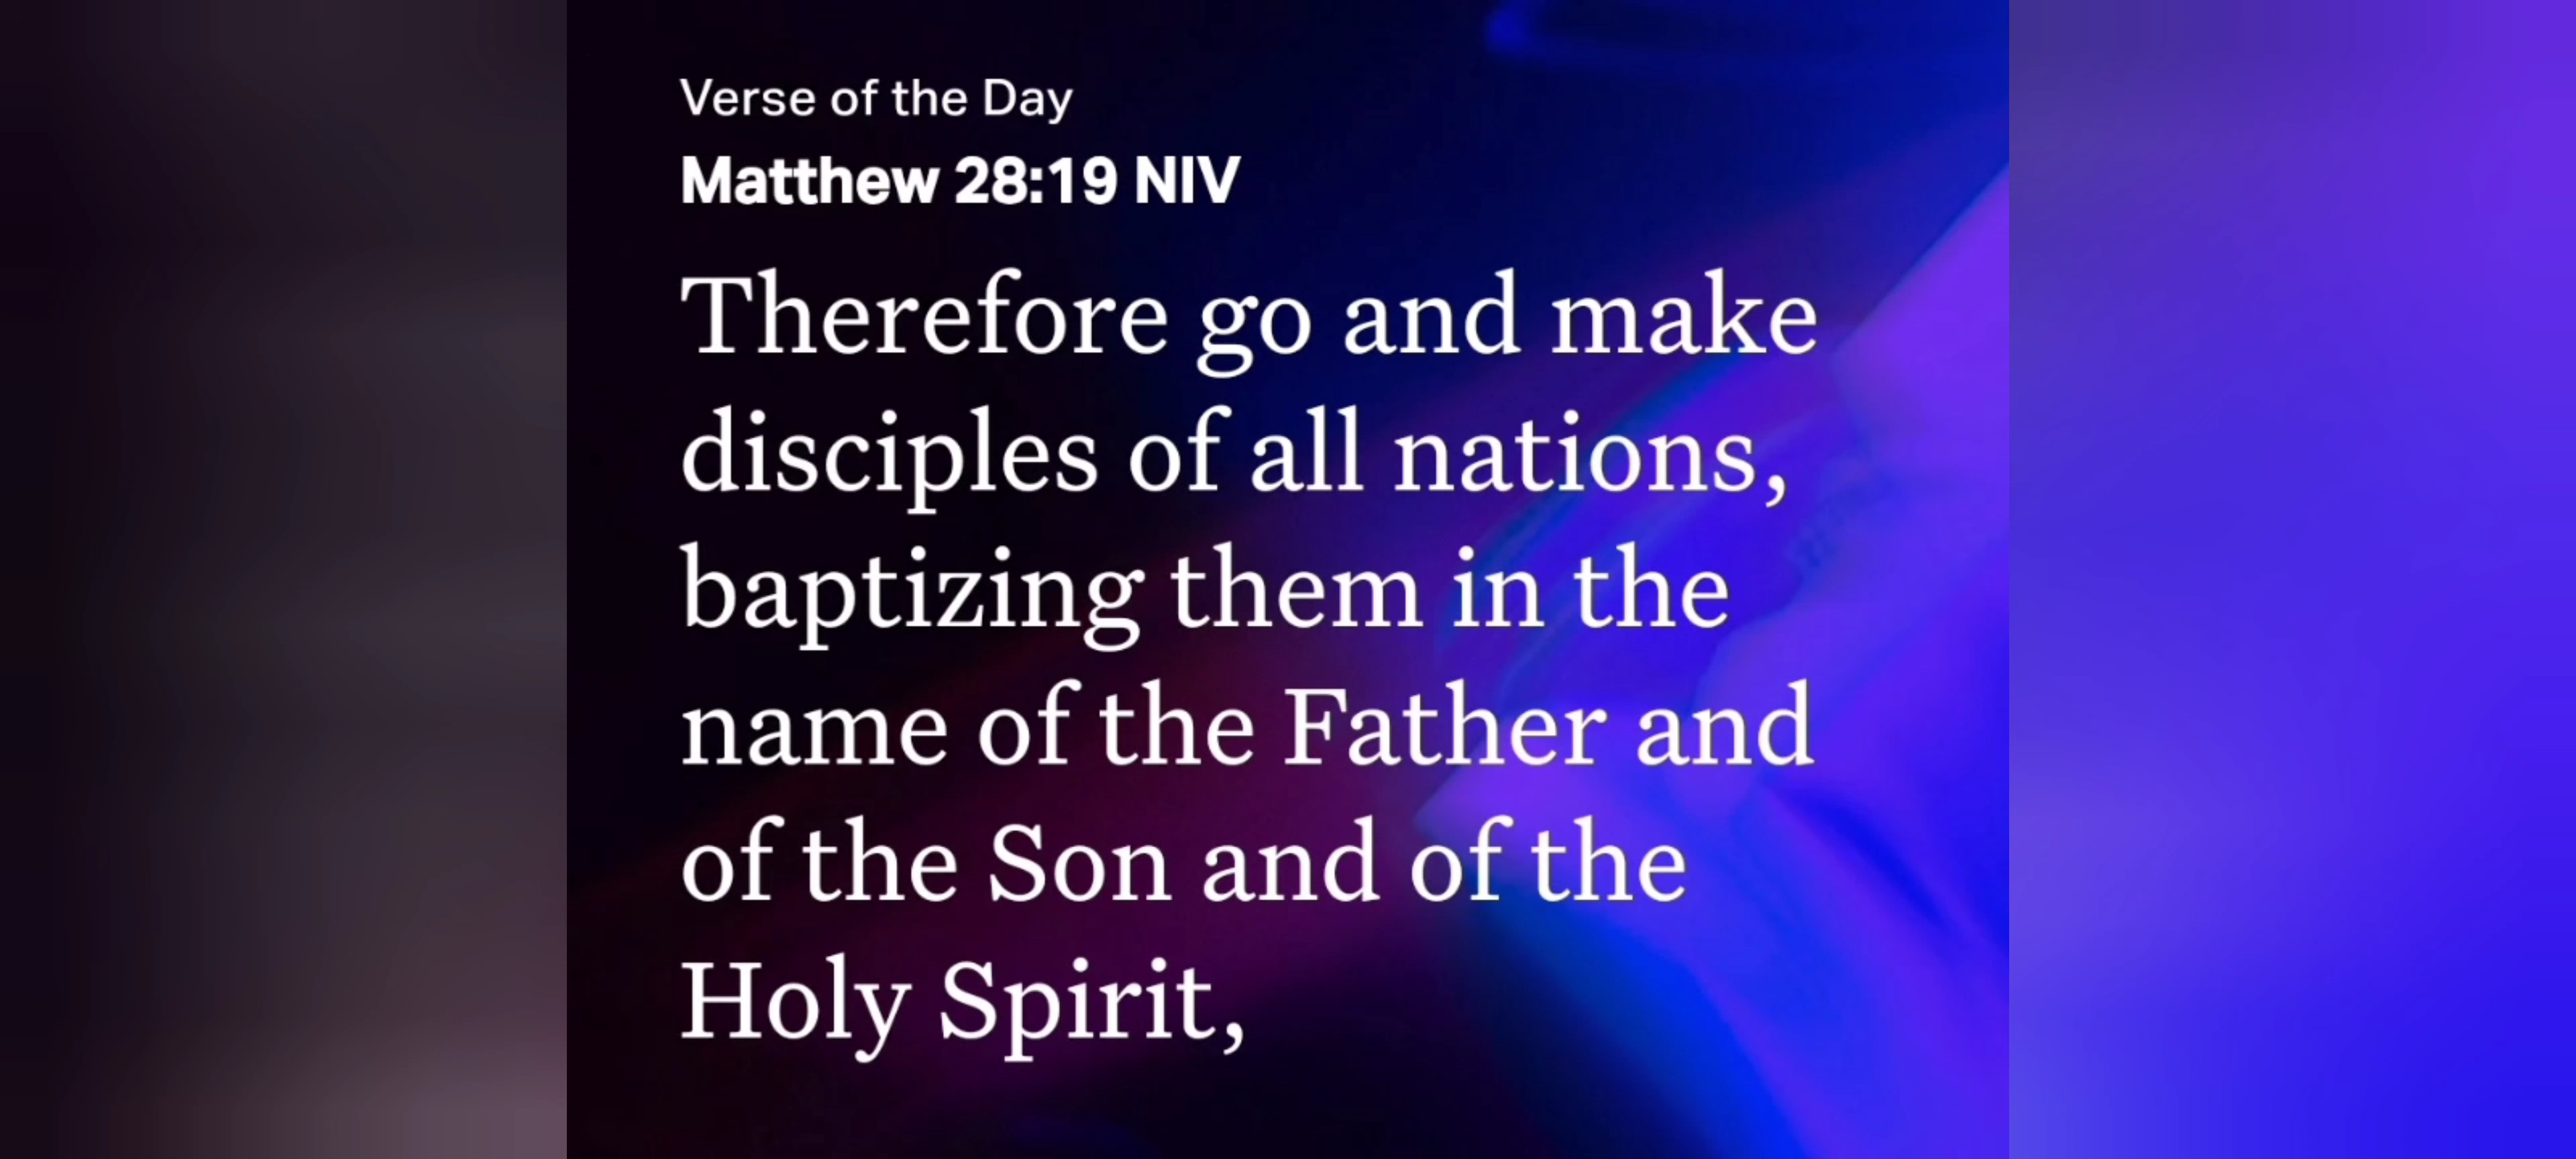 Verse of the Day
Matthew 28:19 NIV
Therefore go and make
disciples of all nations,
baptizing them in the
name of the Father and
of the Son and of the
Holy Spirit,